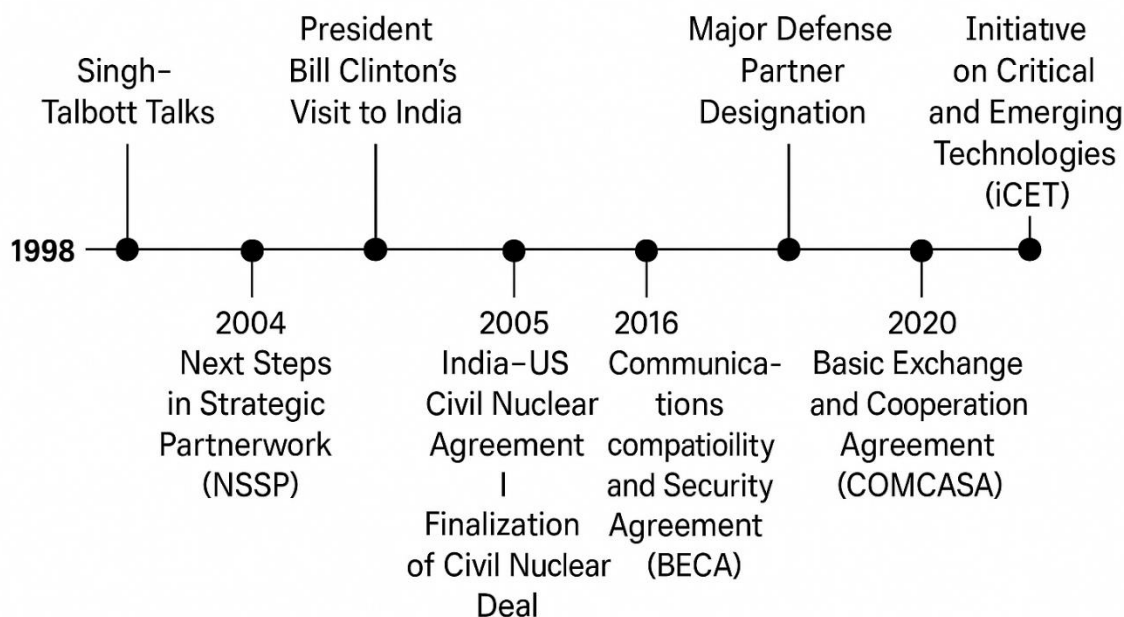 Singh–
Talbott Talks
President
Bill Clinton's
Visit to India
Major Defense
Partner
Designation
Initiative
on Critical
and Emerging
Technologies
(iCET)
1998
2004
Next Steps
in Strategic
Partnerwork
(NSSP)
2005
India–US
Civil Nuclear
Agreement
I
Finalization
of Civil Nuclear
Deal
2016
Communica-
tions
compatioility
and Security
Agreement
(BECA)
2020
Basic Exchange
and Cooperation
Agreement
(COMCASA)